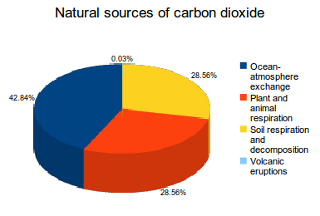 Natural sources of carbon dioxide
0.03%
28.56%
42.84%
28.56%
Ocean-
atmosphere
exchange
Plant and
animal
respiration
Soil respiration
and
decomposition
Volcanic
eruptions